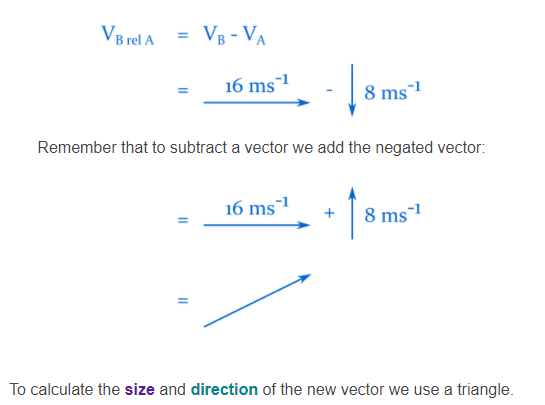 V_B rel A = V_B - V_A
= 16 ms⁻¹ - 8 ms⁻¹
Remember that to subtract a vector we add the negated vector:
= 16 ms⁻¹ + 8 ms⁻¹
=
To calculate the size and direction of the new vector we use a triangle.